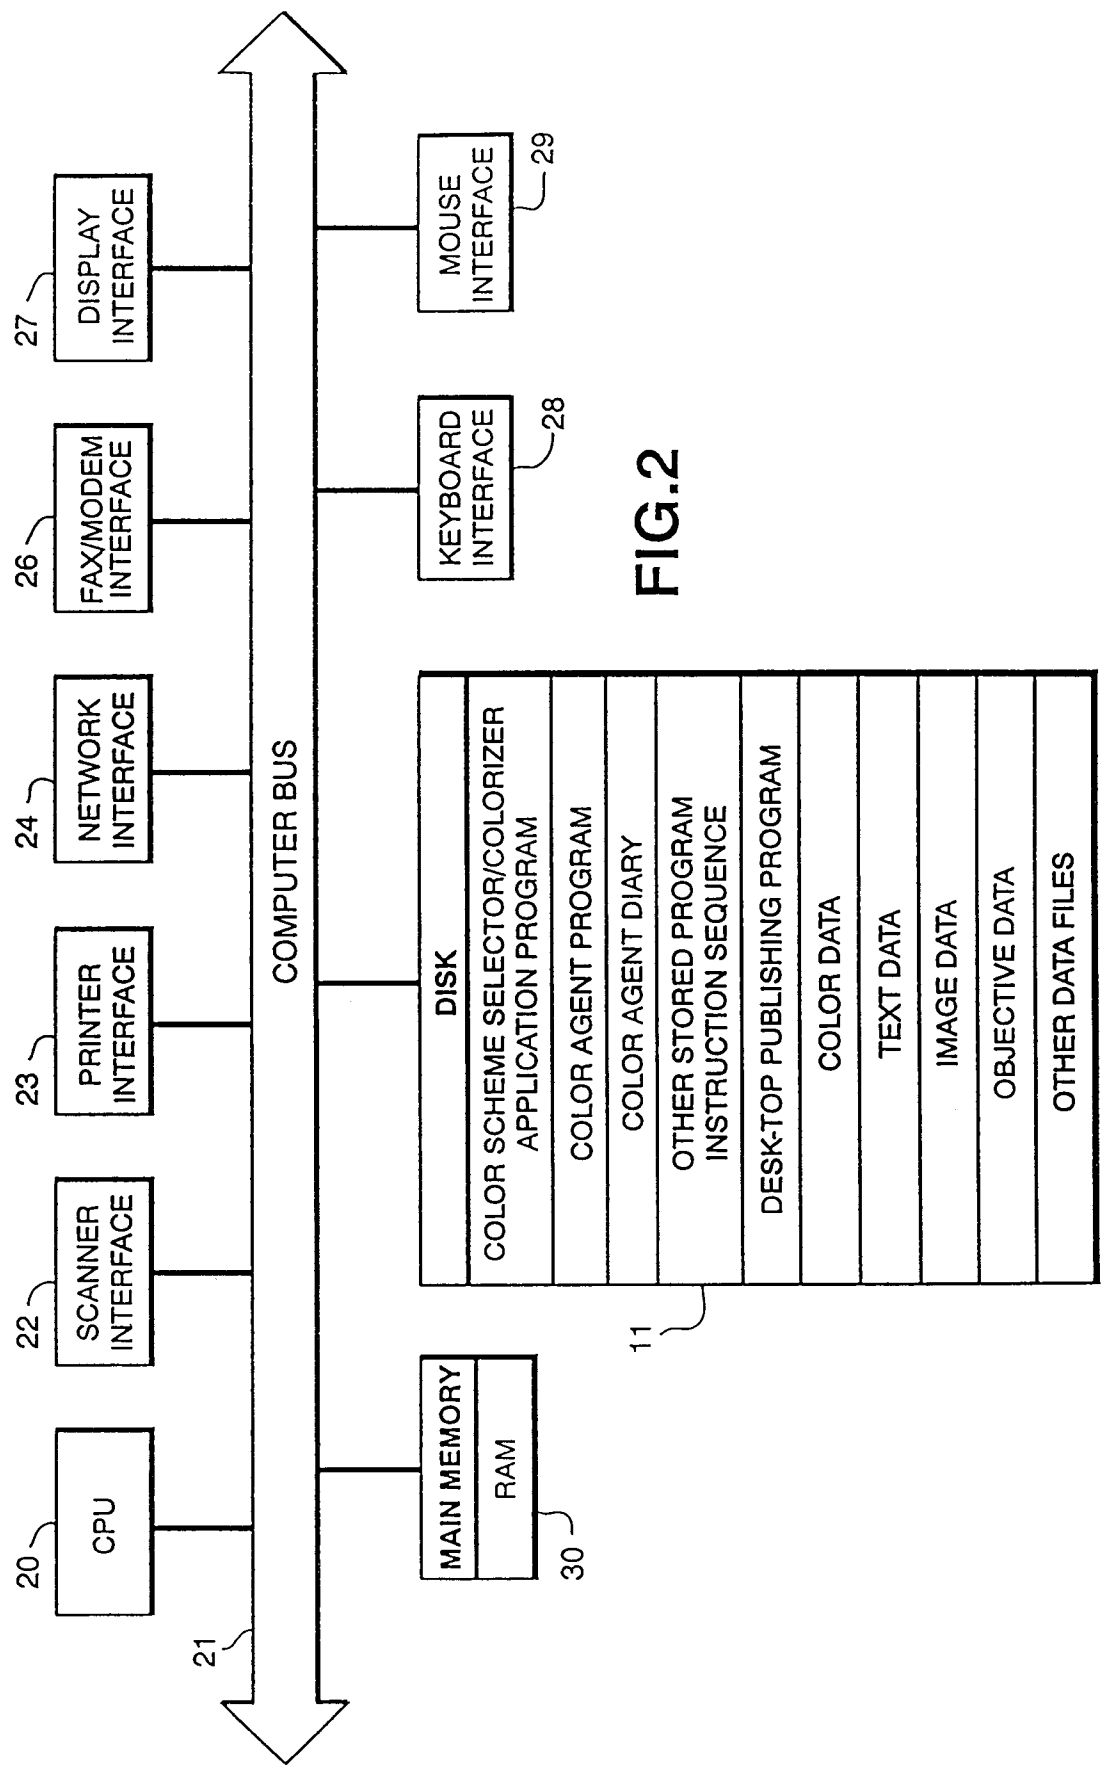 20
CPU
22
SCANNER
INTERFACE
23
PRINTER
INTERFACE
24
NETWORK
INTERFACE
26
FAX/MODEM
INTERFACE
27
DISPLAY
INTERFACE
21
COMPUTER BUS
MAIN MEMORY
RAM
30
DISK
COLOR SCHEME SELECTOR/COLORIZER
APPLICATION PROGRAM
COLOR AGENT PROGRAM
COLOR AGENT DIARY
OTHER STORED PROGRAM
INSTRUCTION SEQUENCE
DESK-TOP PUBLISHING PROGRAM
COLOR DATA
TEXT DATA
IMAGE DATA
OBJECTIVE DATA
OTHER DATA FILES
11
KEYBOARD
INTERFACE
28
MOUSE
INTERFACE
29
FIG.2